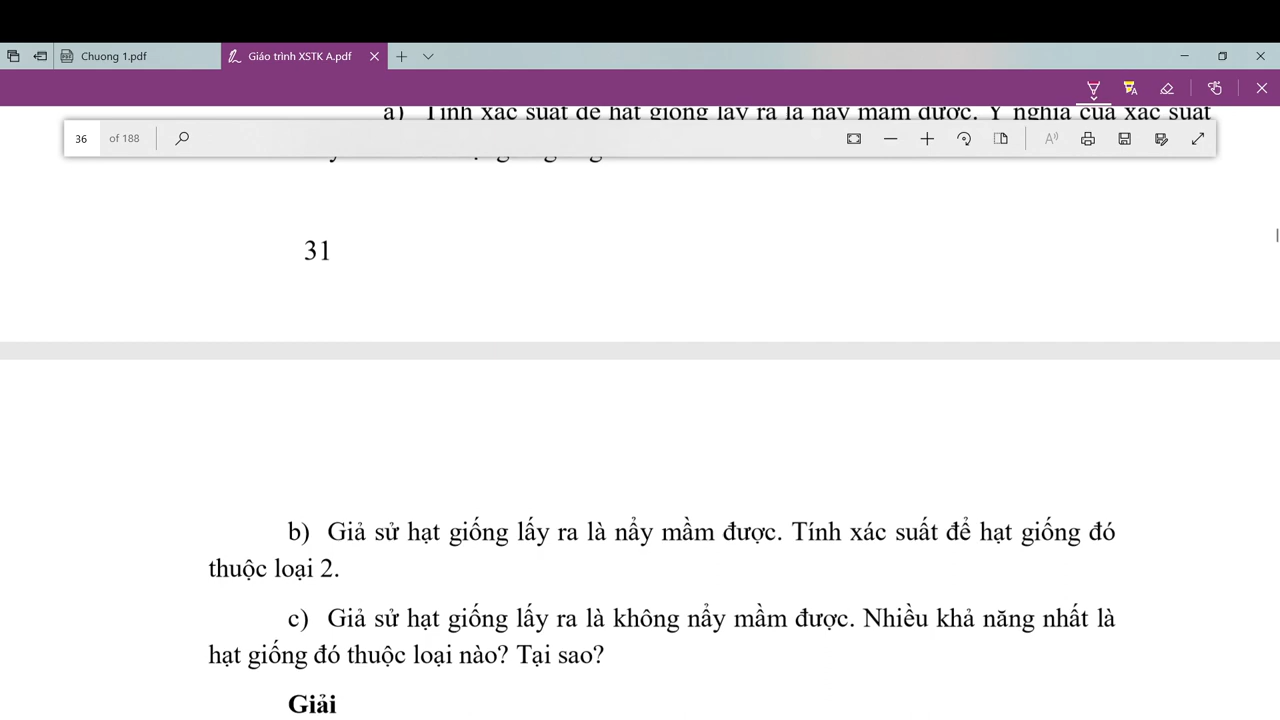 Chuong 1.pdf
Giáo trình XSTK A.pdf
a) Tính xác suất để hạt giống lấy ra là nẩy mầm được. Ý nghĩa của xác suất
36 of 188
31
b) Giả sử hạt giống lấy ra là nẩy mầm được. Tính xác suất để hạt giống đó
thuộc loại 2.
c) Giả sử hạt giống lấy ra là không nẩy mầm được. Nhiều khả năng nhất là
hạt giống đó thuộc loại nào? Tại sao?
Giải